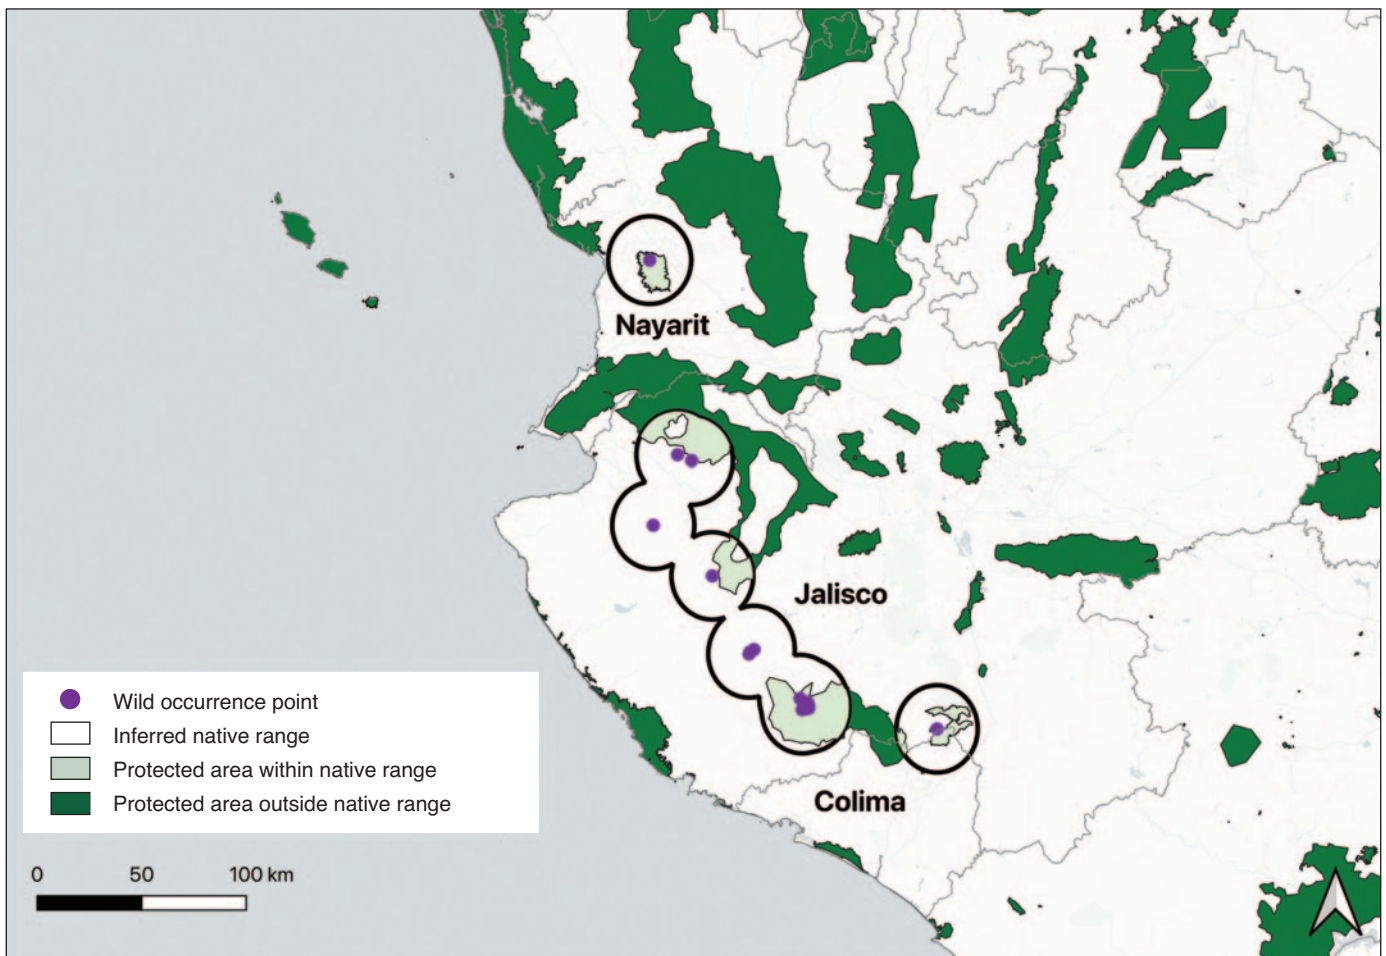 Nayarit
Jalisco
Colima
Wild occurrence point
Inferred native range
Protected area within native range
Protected area outside native range
0 50 100 km